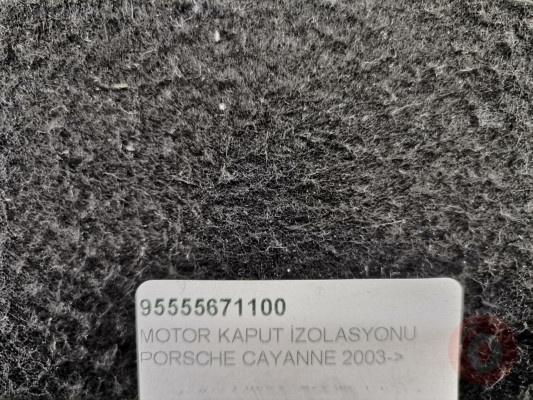 95555671100
MOTOR KAPUT İZOLASYONU
PORSCHE CAYANNE 2003->